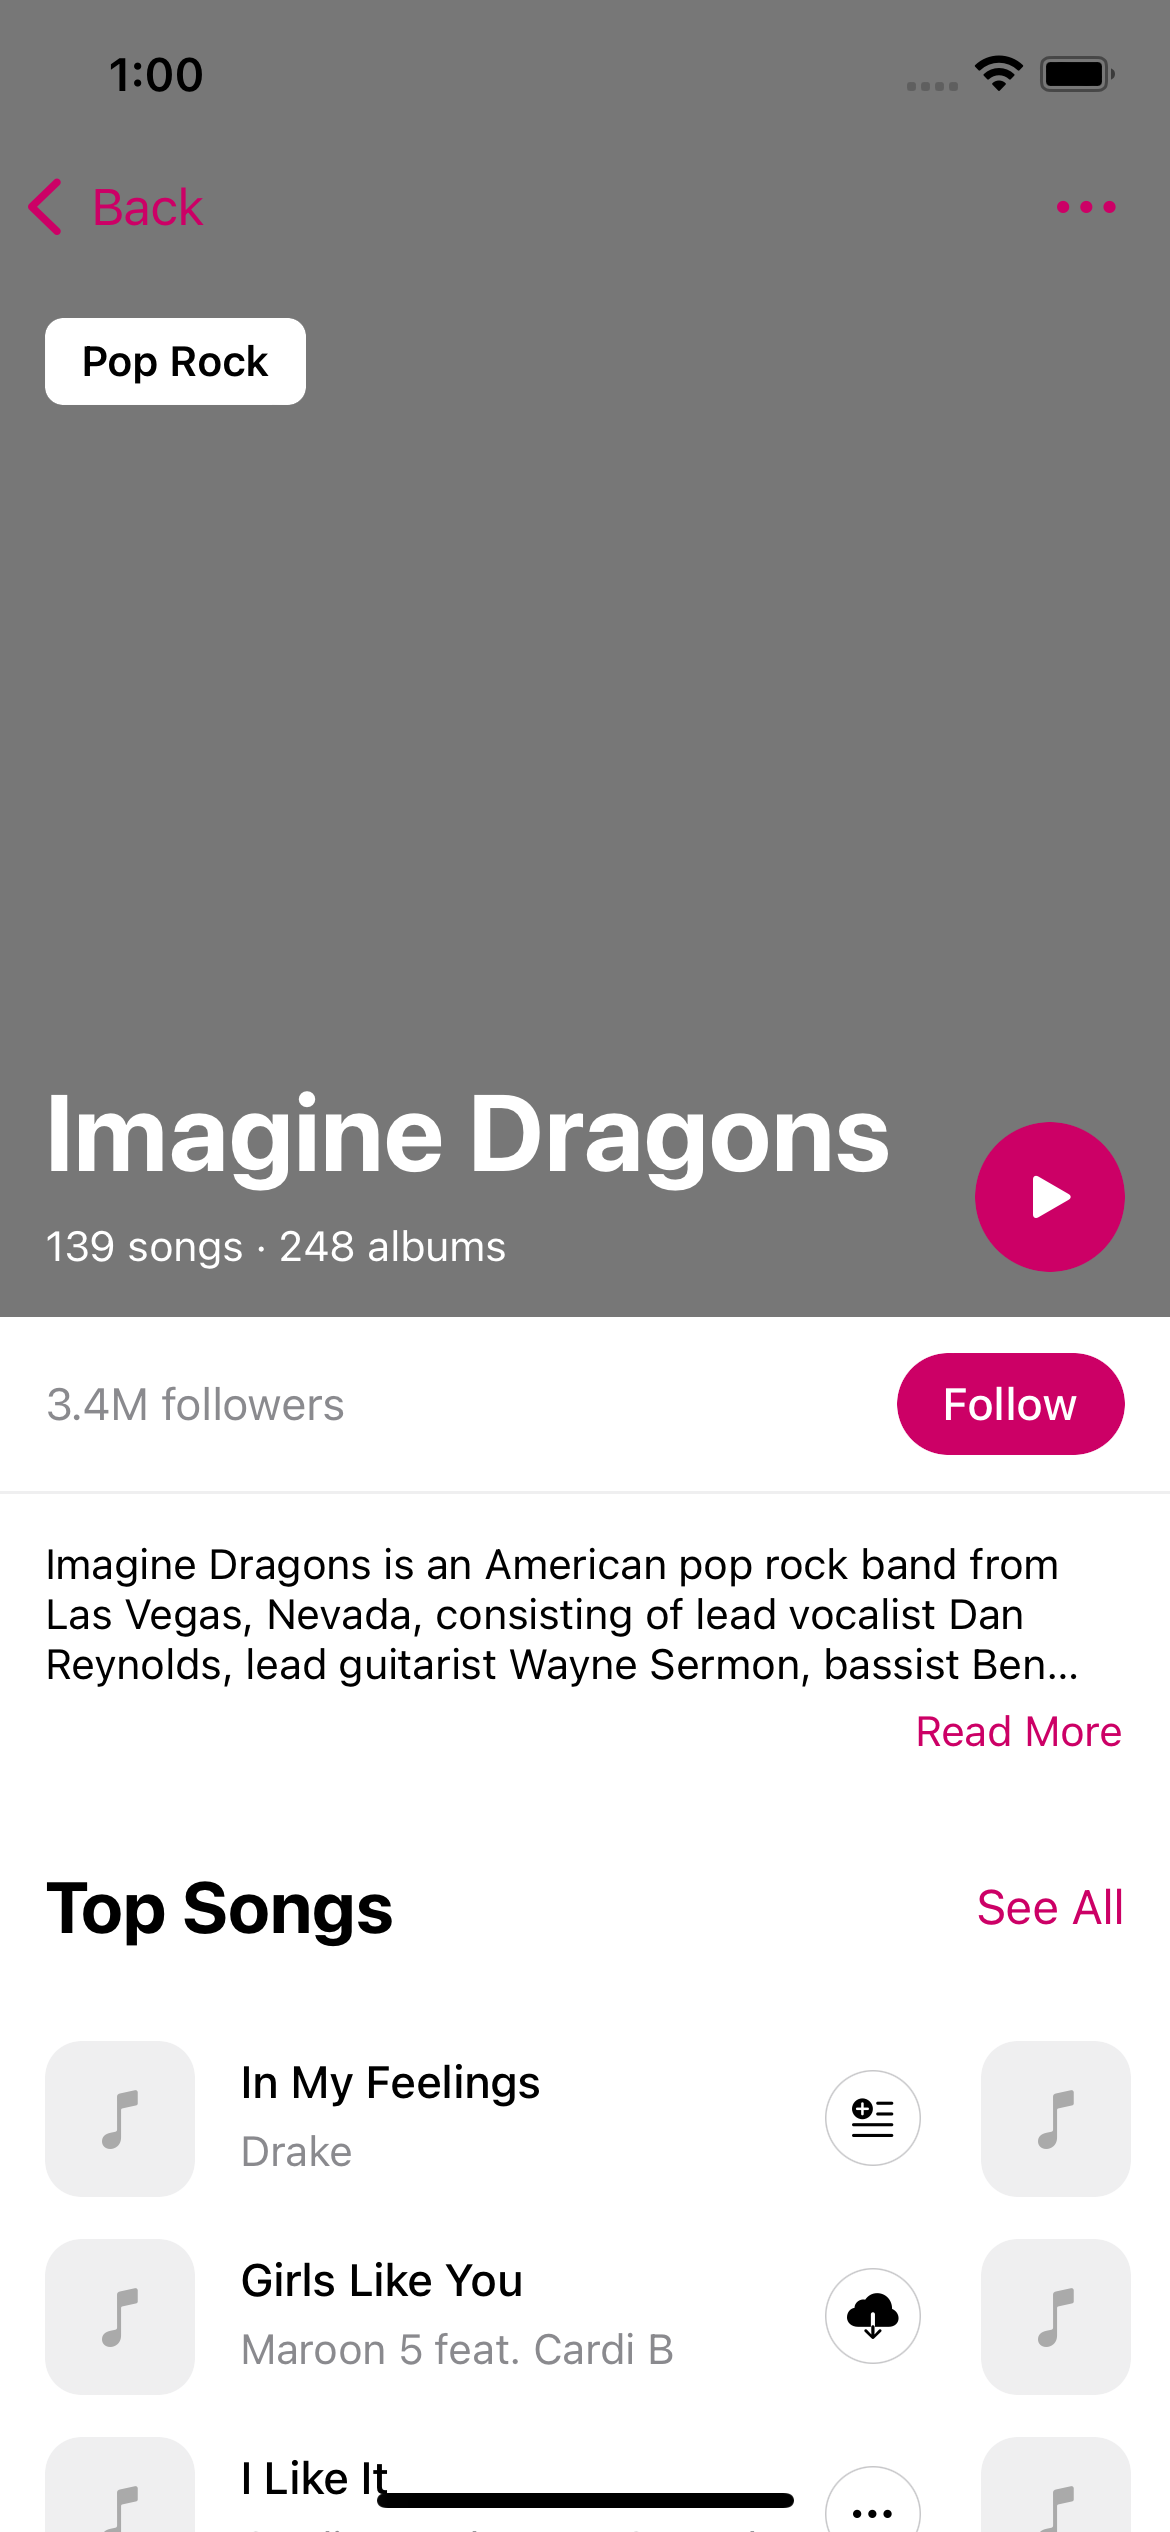 1:00
Back
Pop Rock
Imagine Dragons
139 songs · 248 albums
3.4M followers
Follow
Imagine Dragons is an American pop rock band from
Las Vegas, Nevada, consisting of lead vocalist Dan
Reynolds, lead guitarist Wayne Sermon, bassist Ben...
Read More
Top Songs
See All
In My Feelings
Drake
Girls Like You
Maroon 5 feat. Cardi B
I Like It